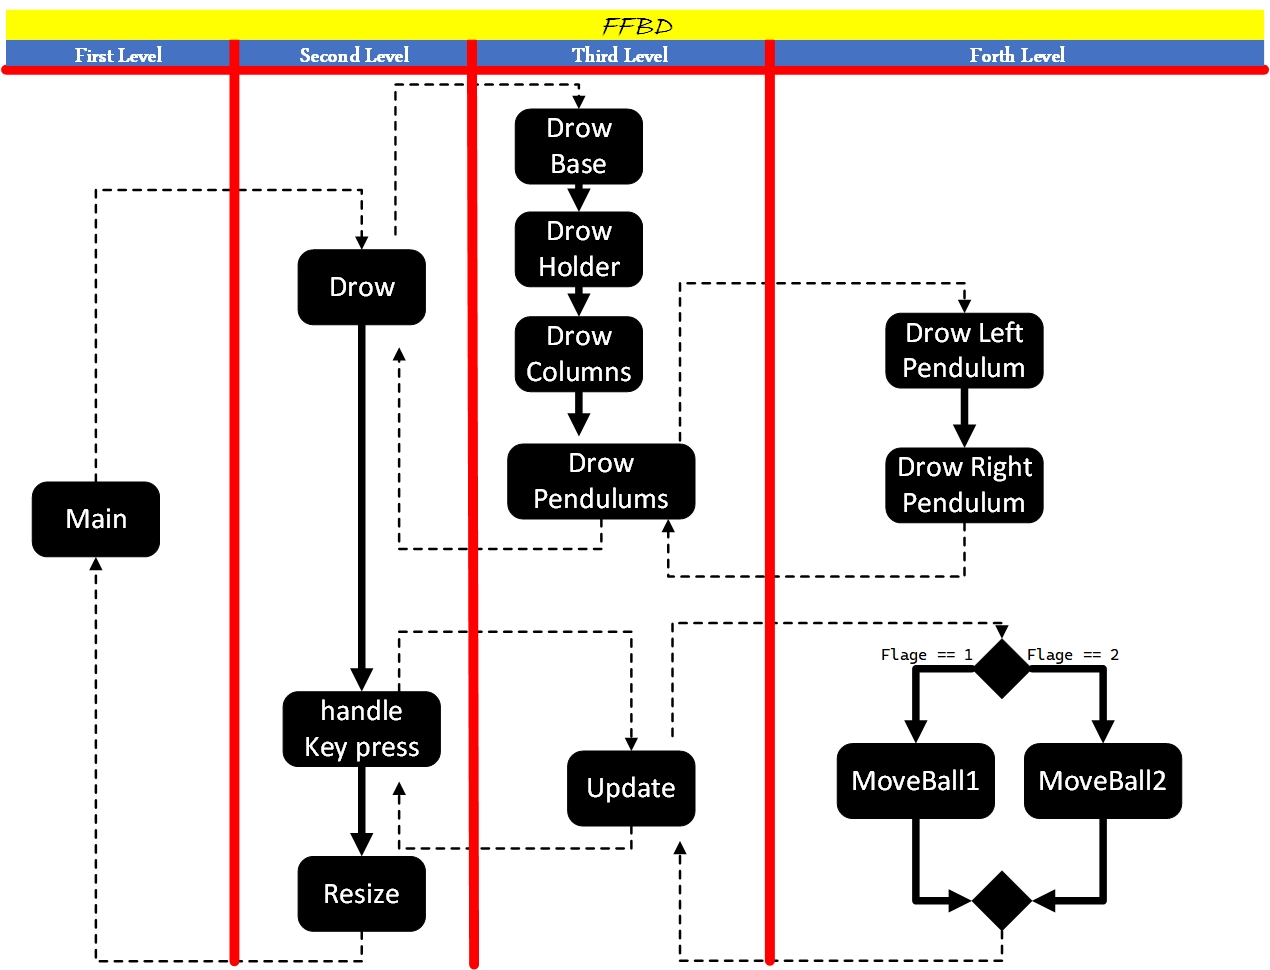 FFBD
First Level
Second Level
Third Level
Forth Level
Drow
Base
Drow
Holder
Drow
Drow
Columns
Drow Left
Pendulum
Drow
Pendulums
Drow Right
Pendulum
Main
Flage == 1
Flage == 2
handle
Key press
Update
MoveBall1
MoveBall2
Resize